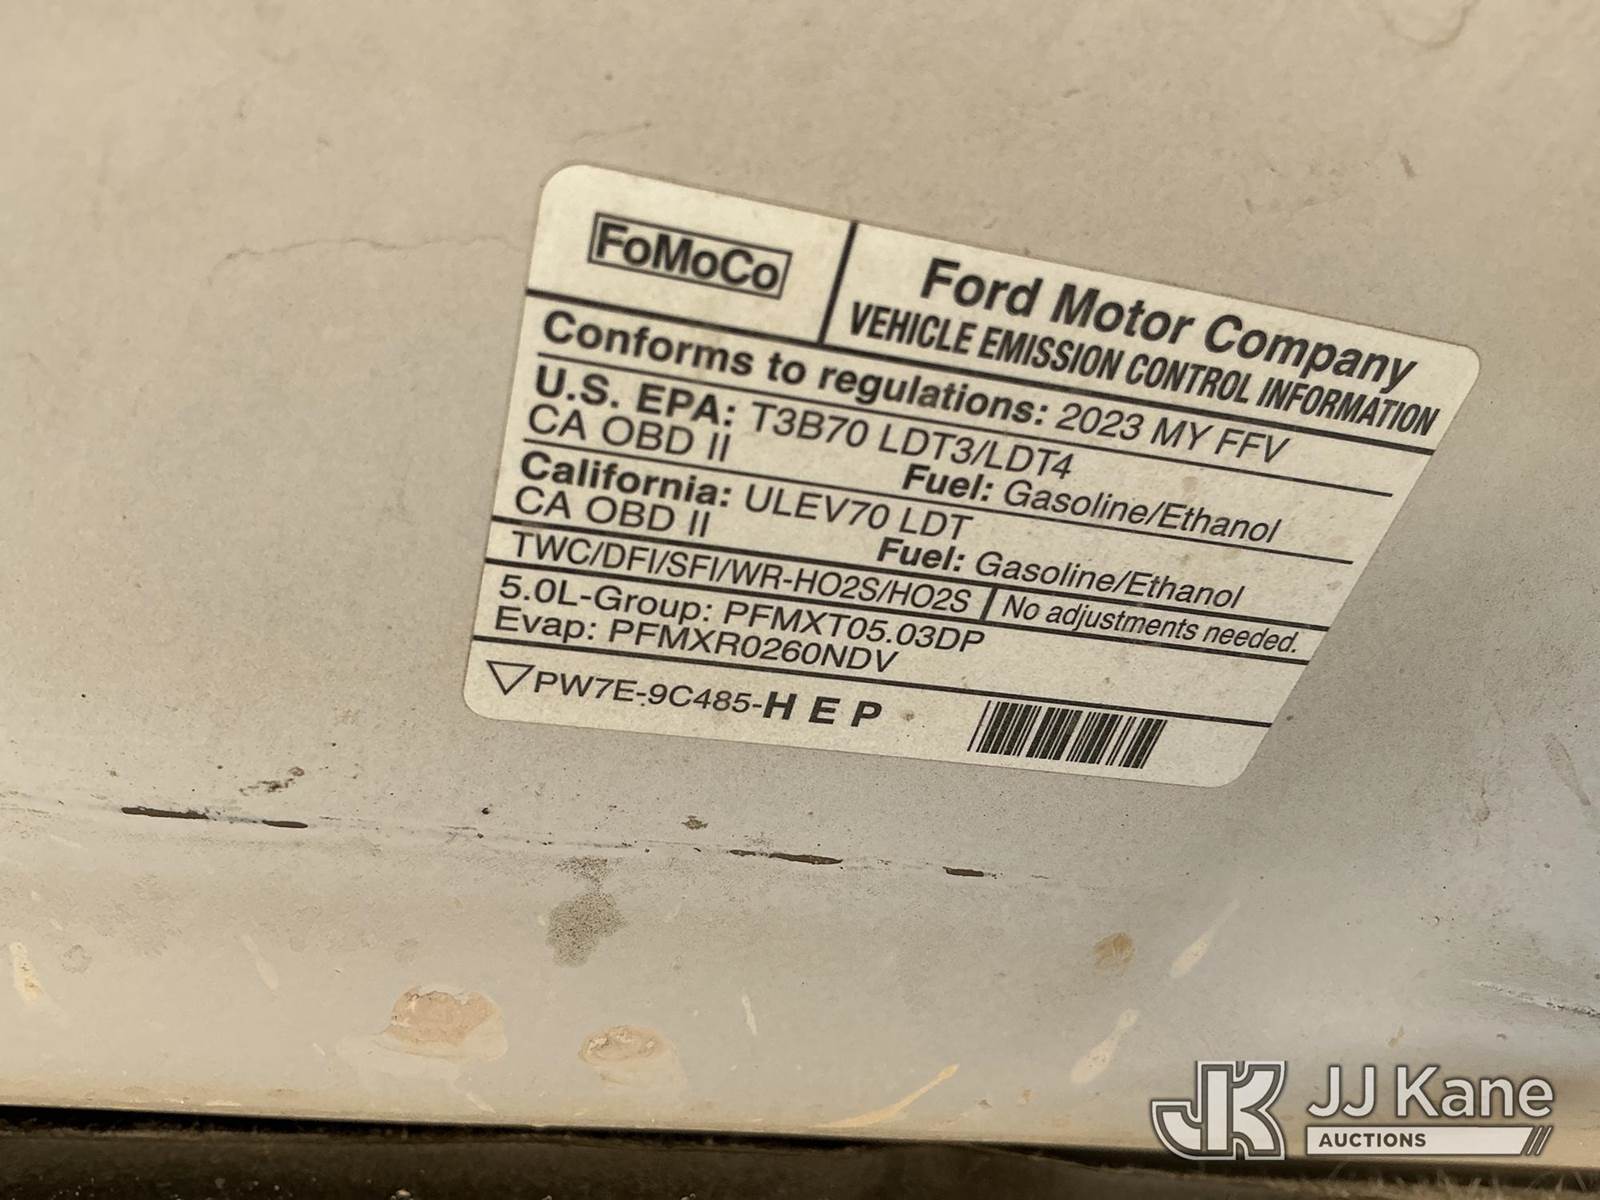 FoMoCo
Ford Motor Company
VEHICLE EMISSION CONTROL INFORMATION
Conforms to regulations: 2023 MY FFV
U.S. EPA: T3B70 LDT3/LDT4
CA OBD II Fuel: Gasoline/Ethanol
California: ULEV70 LDT
CA OBD II Fuel: Gasoline/Ethanol
TWC/DFI/SFI/WR-HO2S/HO2S No adjustments needed.
5.0L-Group: PFMXT05.03DP
Evap: PFMXR0260NDV
PW7E-9C485-H E P
JK JJ Kane
AUCTIONS